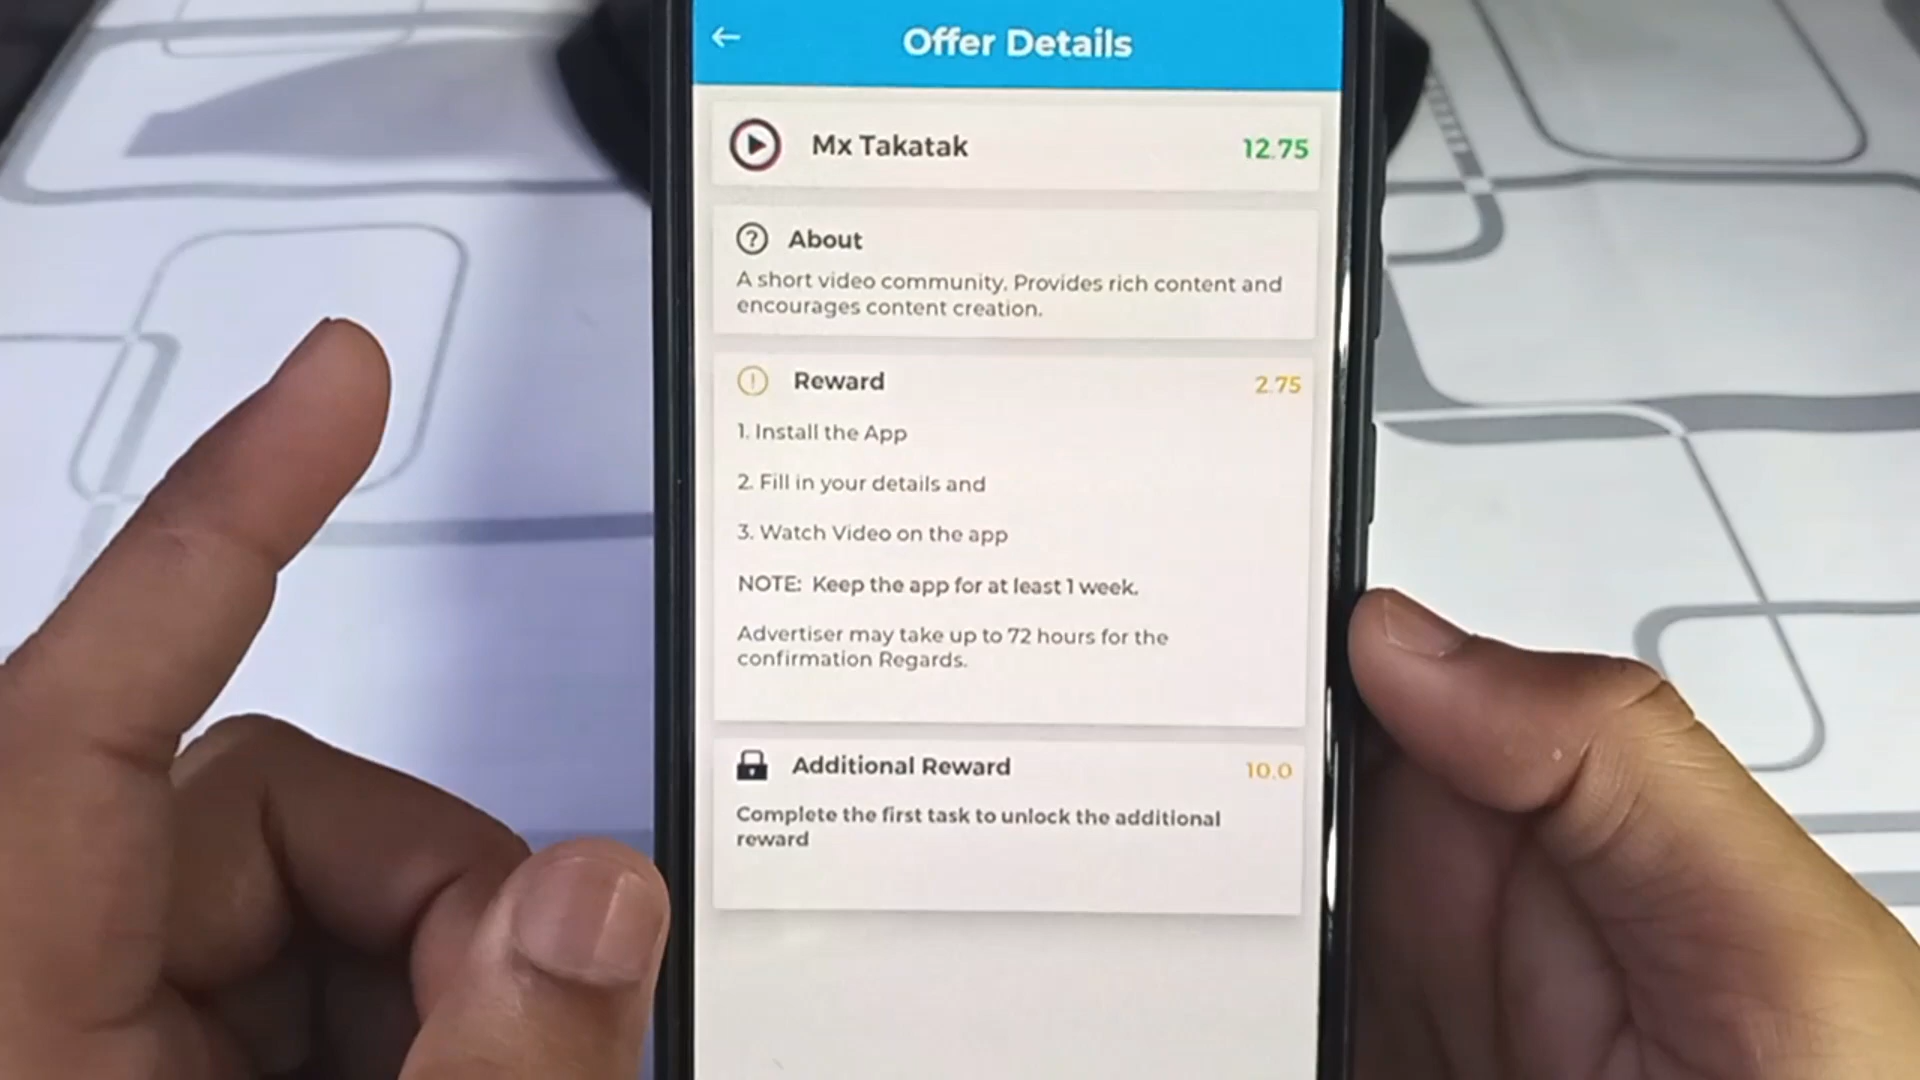 Offer Details
Mx Takatak 12.75
About
A short video community. Provides rich content and
encourages content creation.
Reward 2.75
1. Install the App
2. Fill in your details and
3. Watch Video on the app
NOTE: Keep the app for at least 1 week.
Advertiser may take up to 72 hours for the
confirmation Regards.
Additional Reward 10.0
Complete the first task to unlock the additional
reward